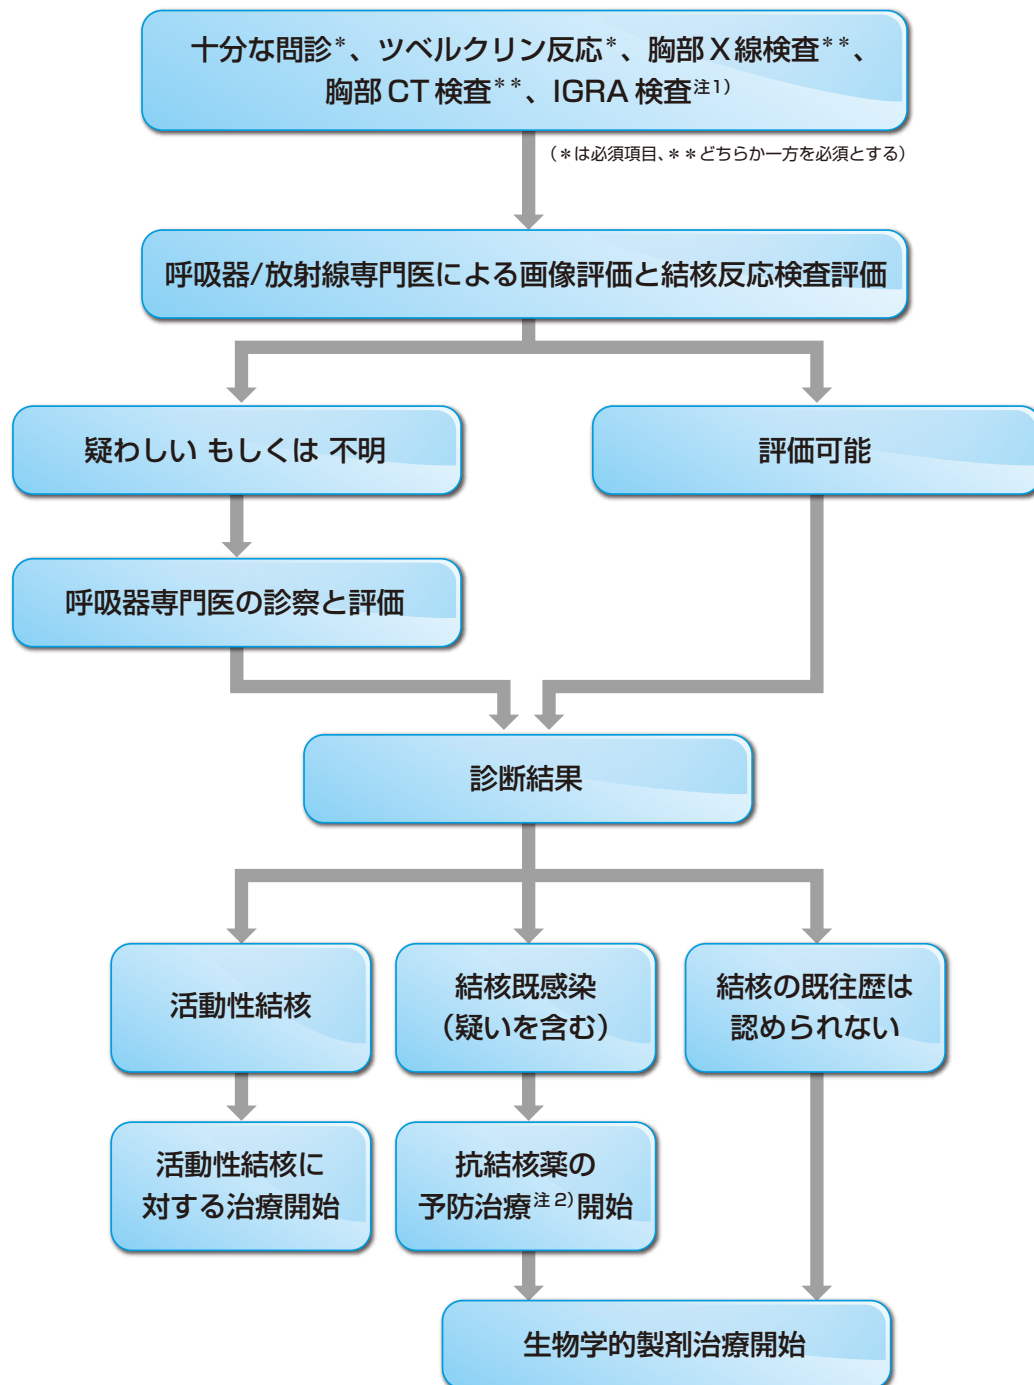 十分な問診*、ツベルクリン反応*、胸部X線検査**、
胸部CT検査**、IGRA検査注1)
(*は必須項目、**どちらか一方を必須とする)
呼吸器/放射線専門医による画像評価と結核反応検査評価
疑わしい もしくは 不明
評価可能
呼吸器専門医の診察と評価
診断結果
活動性結核
結核既感染
(疑いを含む)
結核の既往歴は
認められない
活動性結核に
対する治療開始
抗結核薬の
予防治療注2)開始
生物学的製剤治療開始